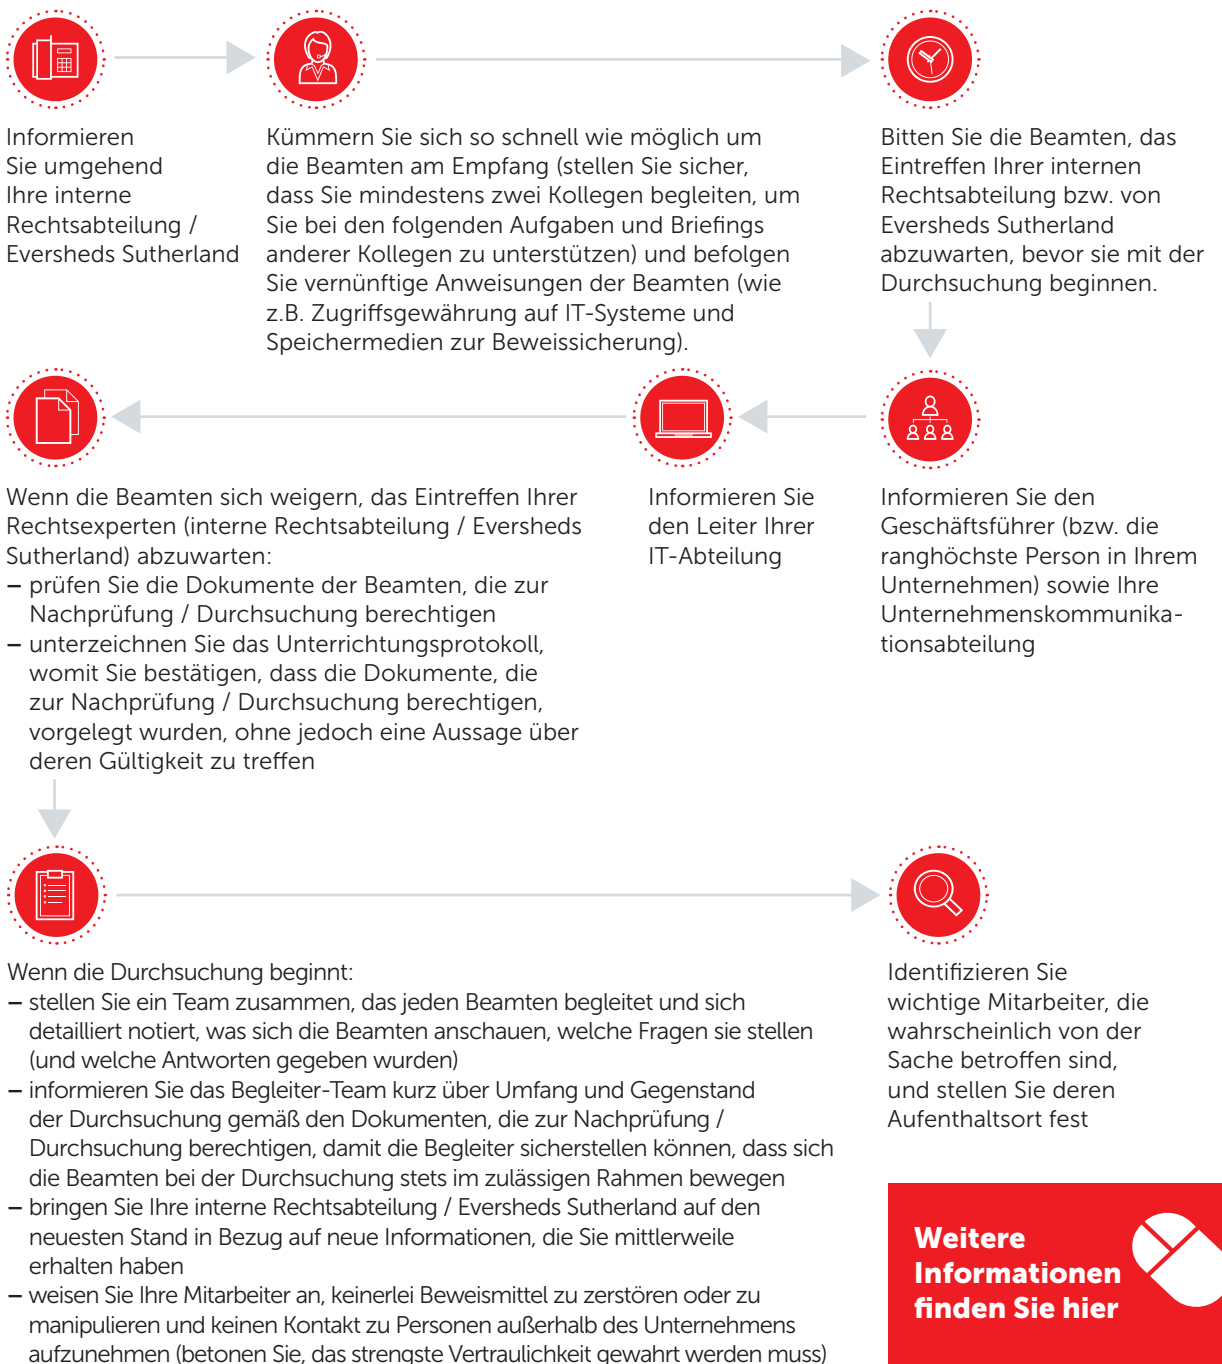 Informieren
Sie umgehend
Ihre interne
Rechtsabteilung /
Eversheds Sutherland
Kümmern Sie sich so schnell wie möglich um
die Beamten am Empfang (stellen Sie sicher,
dass Sie mindestens zwei Kollegen begleiten, um
Sie bei den folgenden Aufgaben und Briefings
anderer Kollegen zu unterstützen) und befolgen
Sie vernünftige Anweisungen der Beamten (wie
z.B. Zugriffsgewährung auf IT-Systeme und
Speichermedien zur Beweissicherung).
Bitten Sie die Beamten, das
Eintreffen Ihrer internen
Rechtsabteilung bzw. von
Eversheds Sutherland
abzuwarten, bevor sie mit der
Durchsuchung beginnen.
Informieren Sie den
Geschäftsführer (bzw. die
ranghöchste Person in Ihrem
Unternehmen) sowie Ihre
Unternehmenskommunika-
tionsabteilung
Informieren Sie
den Leiter Ihrer
IT-Abteilung
Wenn die Beamten sich weigern, das Eintreffen Ihrer
Rechtsexperten (interne Rechtsabteilung / Eversheds
Sutherland) abzuwarten:
– prüfen Sie die Dokumente der Beamten, die zur
Nachprüfung / Durchsuchung berechtigen
– unterzeichnen Sie das Unterrichtungsprotokoll,
womit Sie bestätigen, dass die Dokumente, die
zur Nachprüfung / Durchsuchung berechtigen,
vorgelegt wurden, ohne jedoch eine Aussage über
deren Gültigkeit zu treffen
Wenn die Durchsuchung beginnt:
– stellen Sie ein Team zusammen, das jeden Beamten begleitet und sich
detailliert notiert, was sich die Beamten anschauen, welche Fragen sie stellen
(und welche Antworten gegeben wurden)
– informieren Sie das Begleiter-Team kurz über Umfang und Gegenstand
der Durchsuchung gemäß den Dokumenten, die zur Nachprüfung /
Durchsuchung berechtigen, damit die Begleiter sicherstellen können, dass sich
die Beamten bei der Durchsuchung stets im zulässigen Rahmen bewegen
– bringen Sie Ihre interne Rechtsabteilung / Eversheds Sutherland auf den
neuesten Stand in Bezug auf neue Informationen, die Sie mittlerweile
erhalten haben
– weisen Sie Ihre Mitarbeiter an, keinerlei Beweismittel zu zerstören oder zu
manipulieren und keinen Kontakt zu Personen außerhalb des Unternehmens
aufzunehmen (betonen Sie, das strengste Vertraulichkeit gewahrt werden muss)
Identifizieren Sie
wichtige Mitarbeiter, die
wahrscheinlich von der
Sache betroffen sind,
und stellen Sie deren
Aufenthaltsort fest
Weitere
Informationen
finden Sie hier